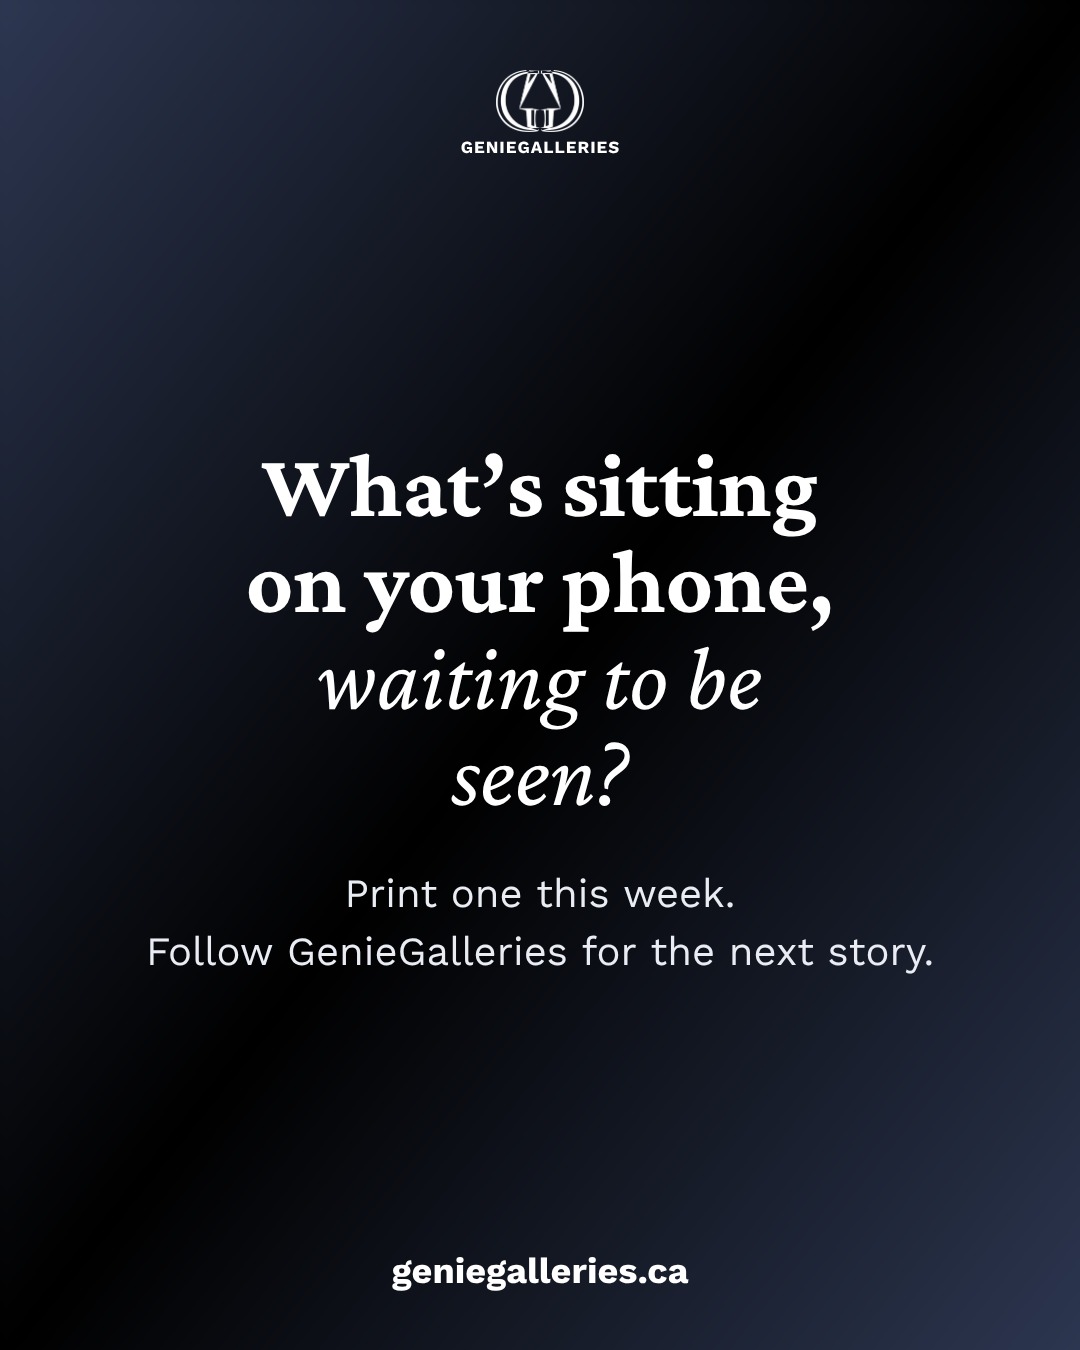 GENIEGALLERIES
What’s sitting
on your phone,
waiting to be
seen?
Print one this week.
Follow GenieGalleries for the next story.
geniegalleries.ca